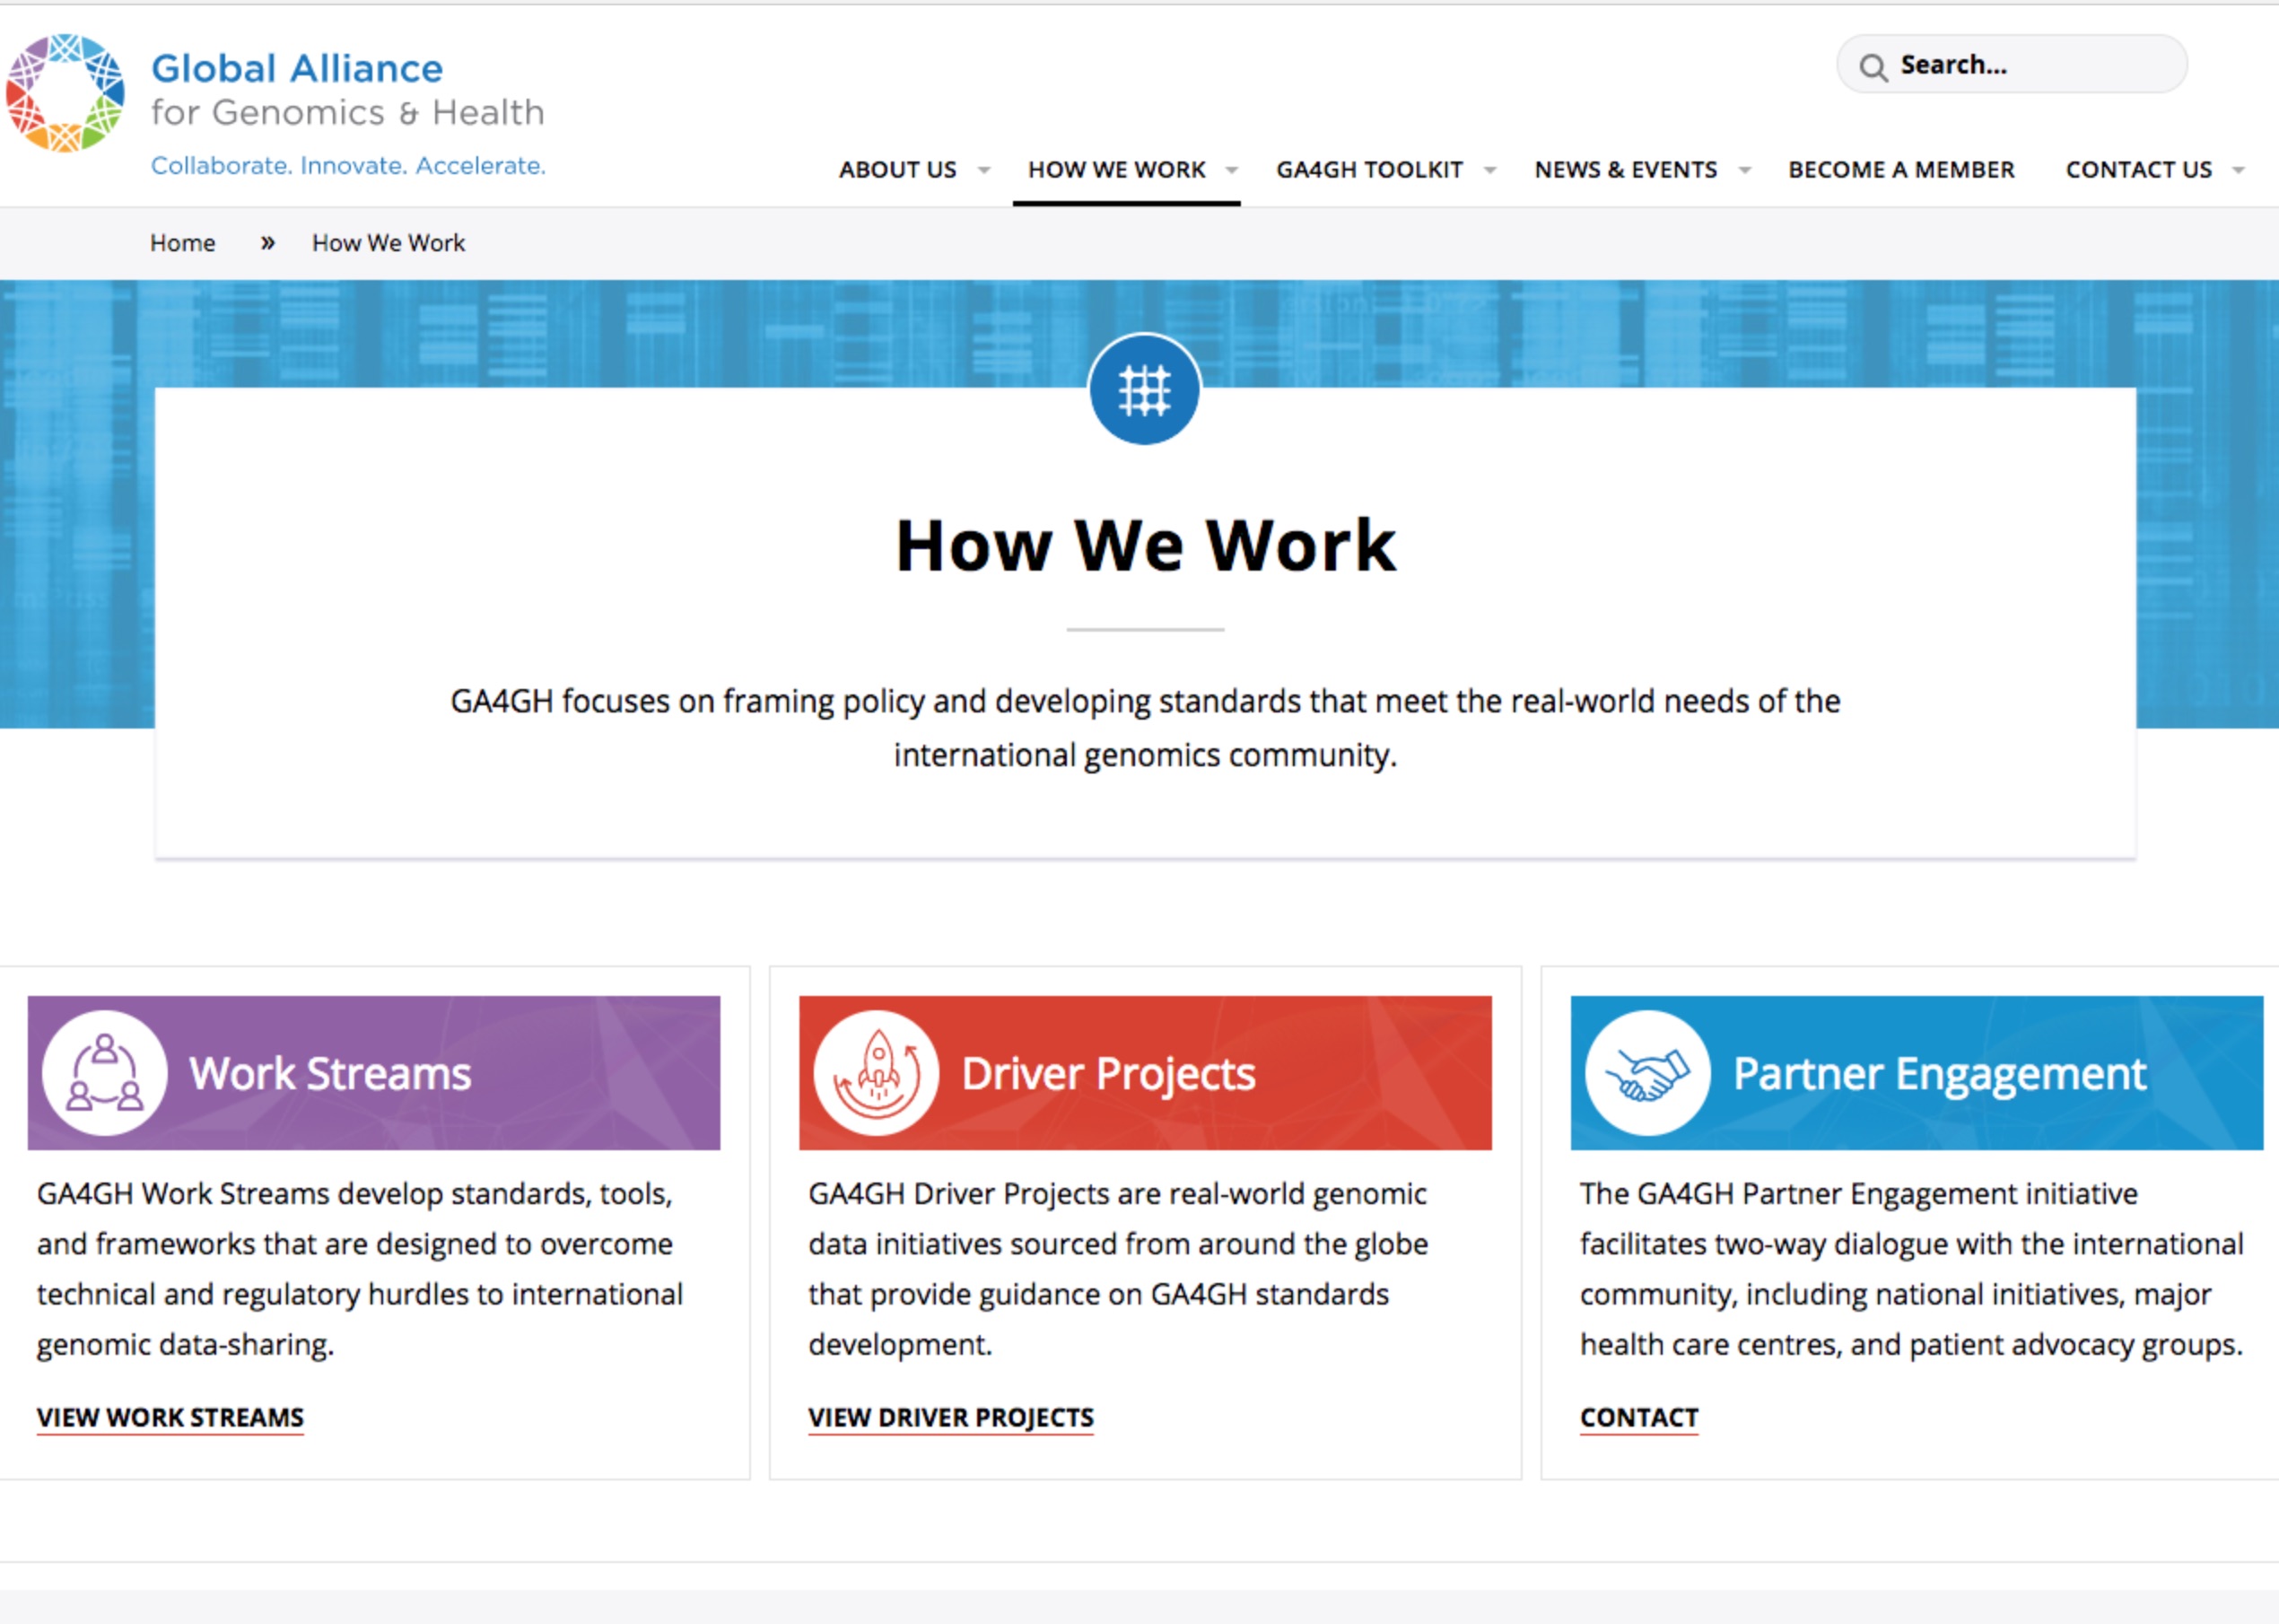 Global Alliance
for Genomics & Health
Collaborate. Innovate. Accelerate.
Search...
ABOUT US HOW WE WORK GA4GH TOOLKIT NEWS & EVENTS BECOME A MEMBER CONTACT US
Home » How We Work
How We Work
GA4GH focuses on framing policy and developing standards that meet the real-world needs of the
international genomics community.
Work Streams
GA4GH Work Streams develop standards, tools,
and frameworks that are designed to overcome
technical and regulatory hurdles to international
genomic data-sharing.
VIEW WORK STREAMS
Driver Projects
GA4GH Driver Projects are real-world genomic
data initiatives sourced from around the globe
that provide guidance on GA4GH standards
development.
VIEW DRIVER PROJECTS
Partner Engagement
The GA4GH Partner Engagement initiative
facilitates two-way dialogue with the international
community, including national initiatives, major
health care centres, and patient advocacy groups.
CONTACT